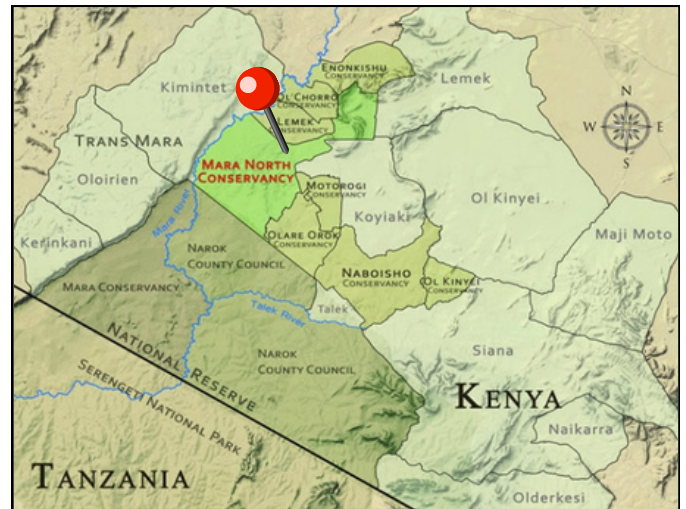 ENONKISHU
CONSERVANCY
Kimintet
Lemek
OL'CHORRO
CONSERVANCY
LEMEK
CONSERVANCY
N
W
E
S
TRANS MARA
MARA NORTH
CONSERVANCY
Oloirien
MOTOROGI
CONSERVANCY
Ol Kinyei
Koyiaki
Mara River
Kerinkani
OLARE OROK
CONSERVANCY
Maji Moto
NAROK
COUNTY COUNCIL
NABOISHO
CONSERVANCY
OL KINYEI
CONSERVANCY
MARA CONSERVANCY
Talek River
Talek
NATIONAL RESERVE
NAROK
COUNTY COUNCIL
Siana
SERENGETI NATIONAL PARK
KENYA
Naikarra
TANZANIA
Olderkesi